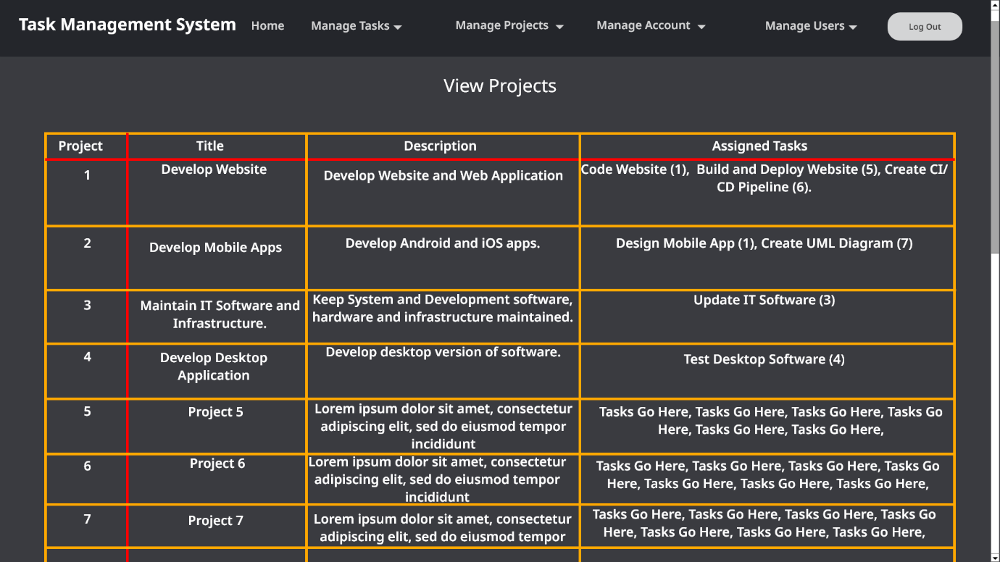 Task Management System Home Manage Tasks Manage Projects Manage Account Manage Users Log Out
View Projects
Project Title Description Assigned Tasks
1
Develop Website
Develop Website and Web Application
Code Website (1), Build and Deploy Website (5), Create CI/
CD Pipeline (6).
2
Develop Mobile Apps
Develop Android and iOS apps.
Design Mobile App (1), Create UML Diagram (7)
3
Maintain IT Software and
Infrastructure.
Keep System and Development software,
hardware and infrastructure maintained.
Update IT Software (3)
4
Develop Desktop
Application
Develop desktop version of software.
Test Desktop Software (4)
5
Project 5
Lorem ipsum dolor sit amet, consectetur
adipiscing elit, sed do eiusmod tempor
incididunt
Tasks Go Here, Tasks Go Here, Tasks Go Here, Tasks Go
Here, Tasks Go Here, Tasks Go Here,
6
Project 6
Lorem ipsum dolor sit amet, consectetur
adipiscing elit, sed do eiusmod tempor
incididunt
Tasks Go Here, Tasks Go Here, Tasks Go Here, Tasks Go
Here, Tasks Go Here, Tasks Go Here, Tasks Go Here,
7
Project 7
Lorem ipsum dolor sit amet, consectetur
adipiscing elit, sed do eiusmod tempor
Tasks Go Here, Tasks Go Here, Tasks Go Here, Tasks Go
Here, Tasks Go Here, Tasks Go Here, Tasks Go Here,